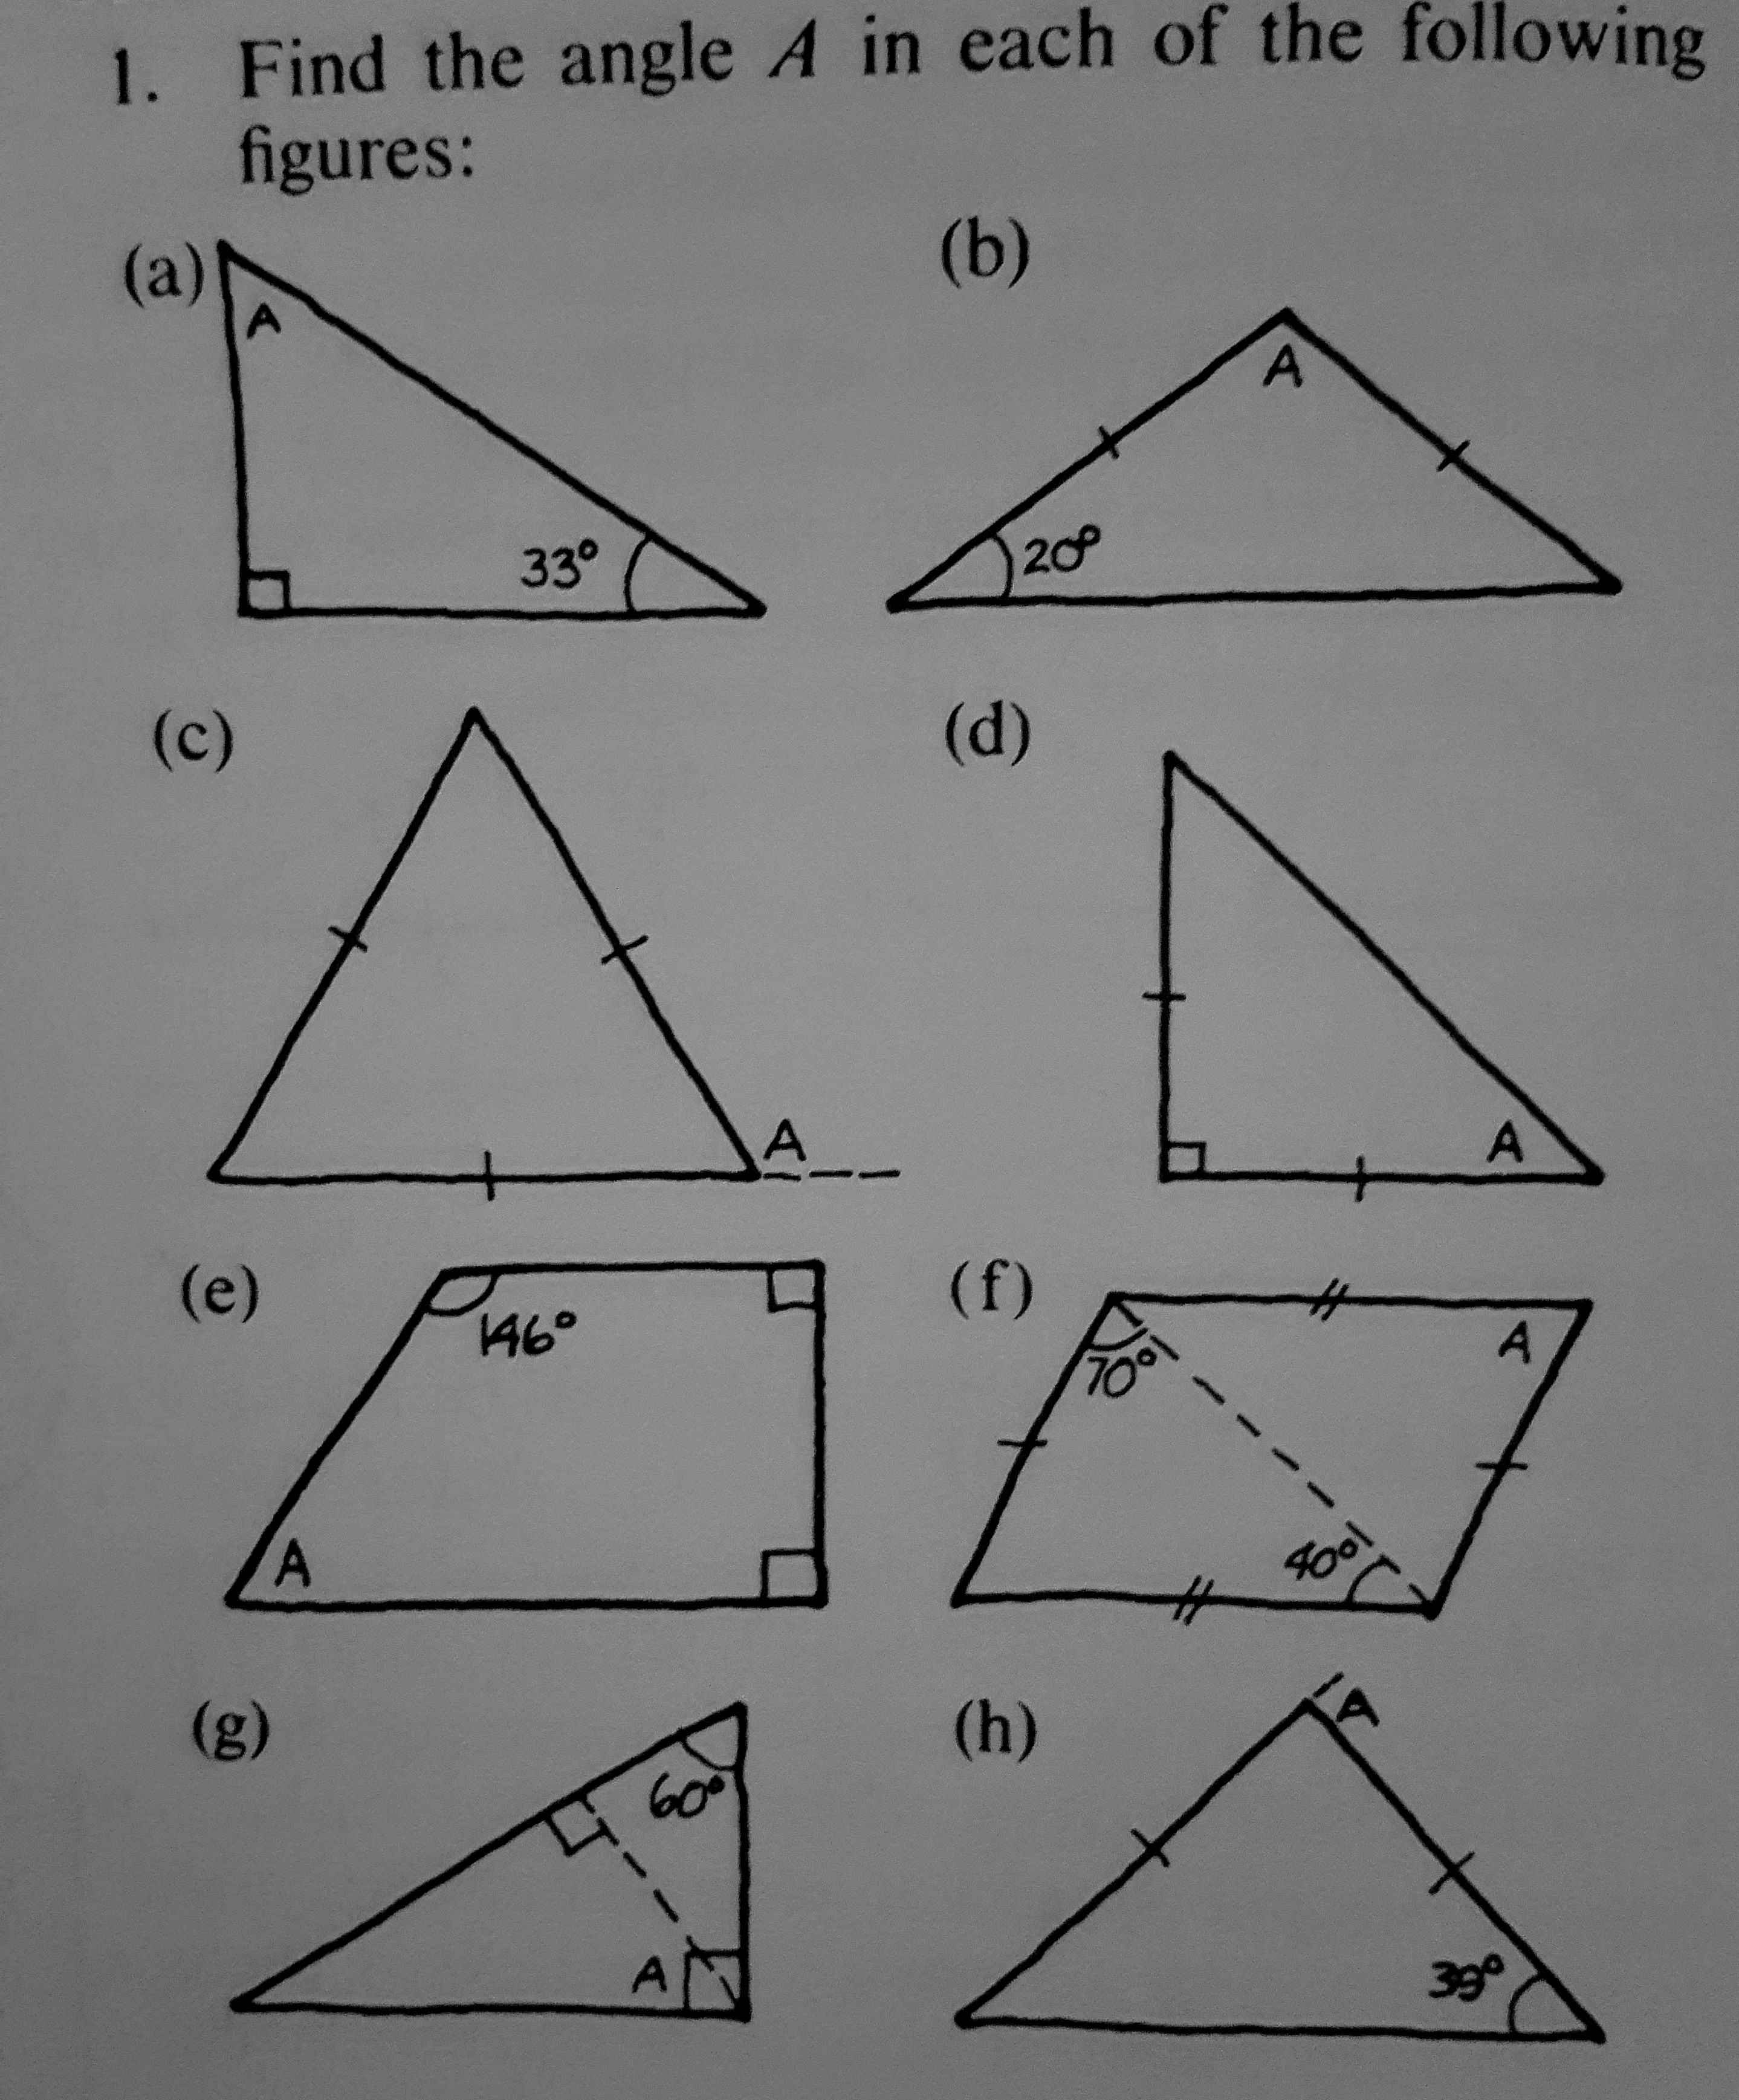 1. Find the angle A in each of the following
figures:
(a)
A
33°
(b)
A
20°
(c)
A
(d)
A
(e)
146°
A
(f)
A
70°
40°
(g)
60°
A
(h)
A
39°